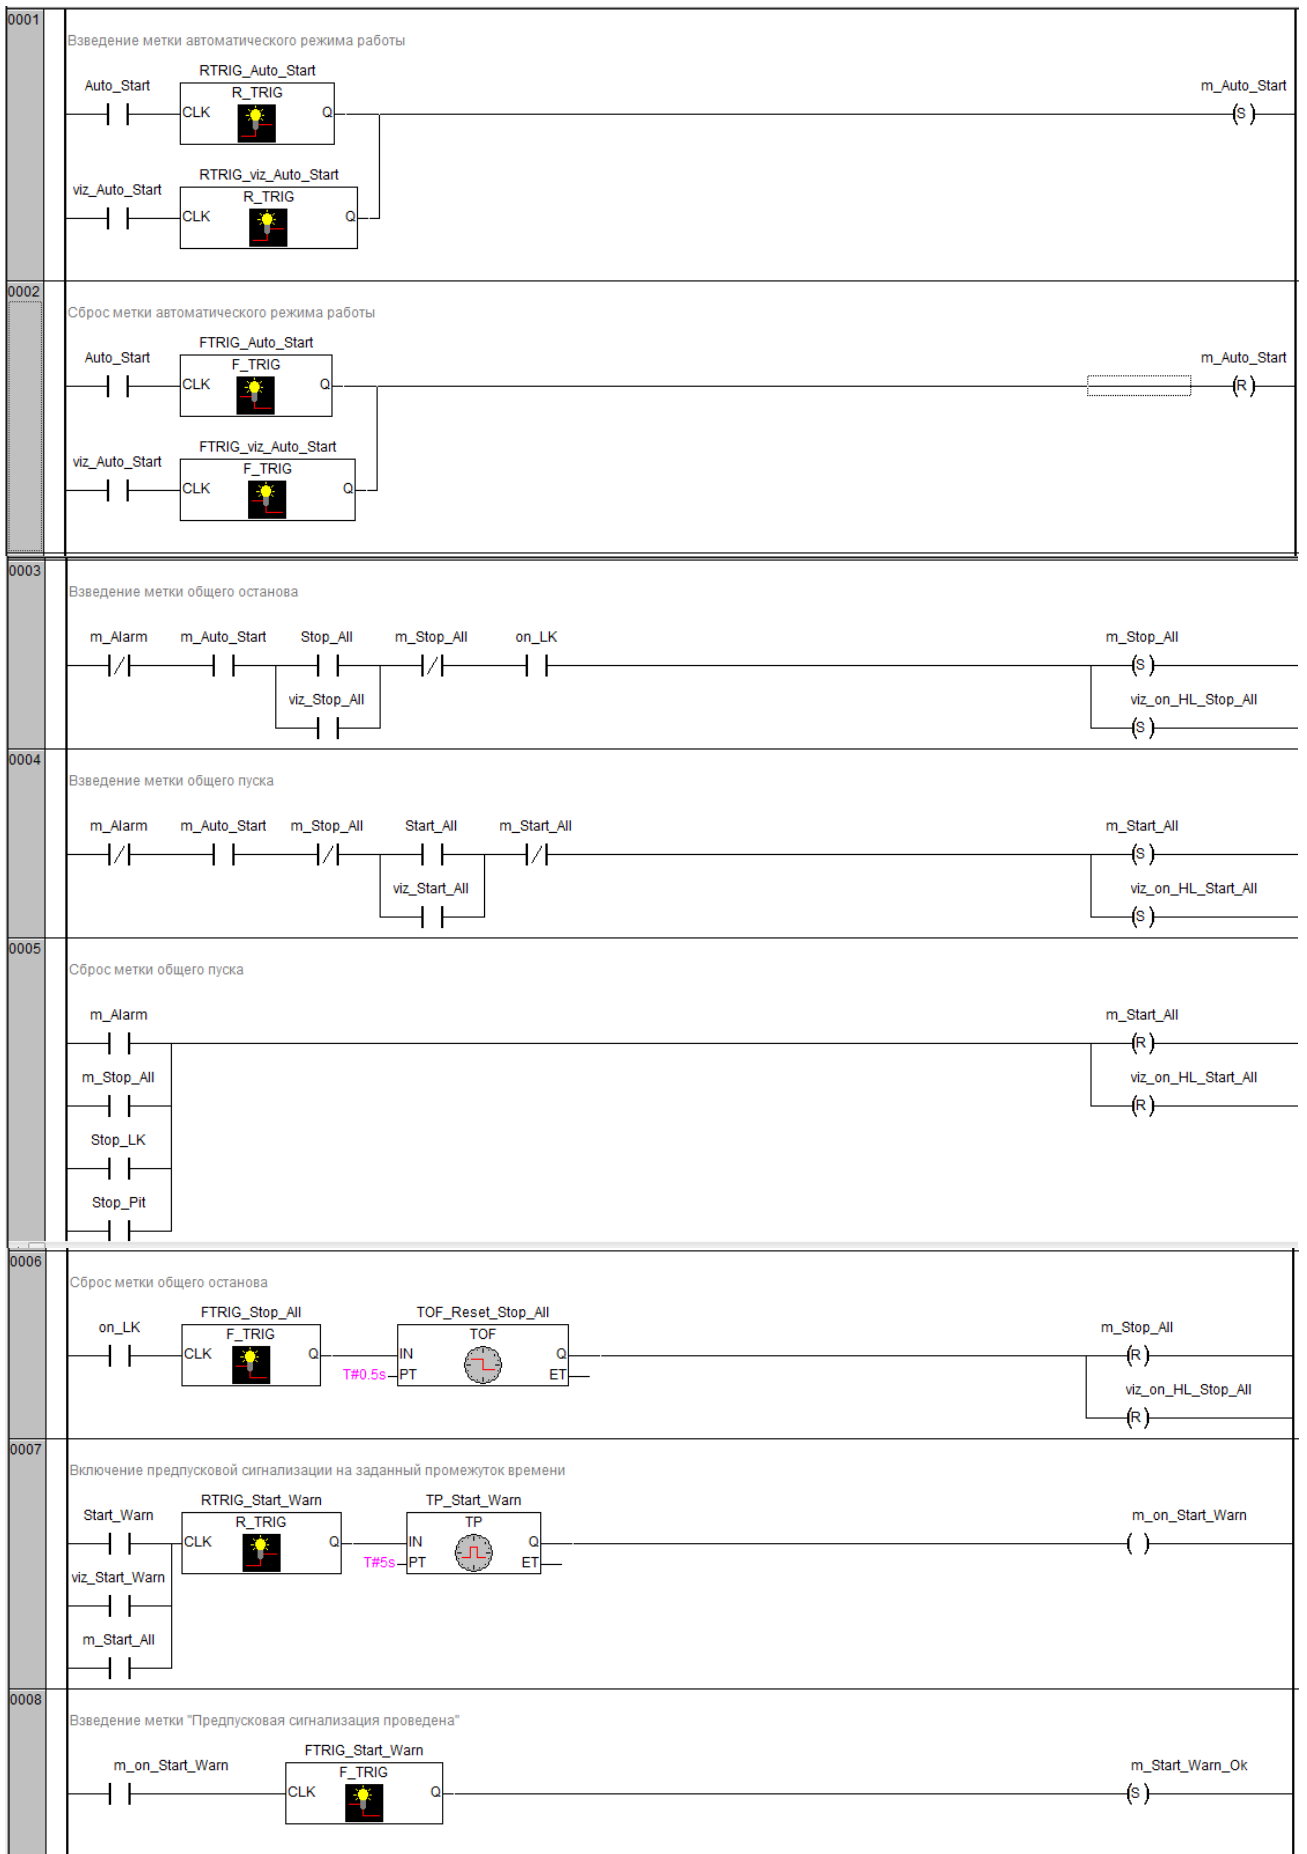 0001
Взведение метки автоматического режима работы
RTRIG_Auto_Start
Auto_Start R_TRIG m_Auto_Start
CLK Q S
RTRIG_viz_Auto_Start
viz_Auto_Start R_TRIG
CLK Q
0002
Сброс метки автоматического режима работы
FTRIG_Auto_Start
Auto_Start F_TRIG m_Auto_Start
CLK Q R
FTRIG_viz_Auto_Start
viz_Auto_Start F_TRIG
CLK Q
0003
Взведение метки общего останова
m_Alarm m_Auto_Start Stop_All m_Stop_All on_LK m_Stop_All
S
viz_Stop_All viz_on_HL_Stop_All
S
0004
Взведение метки общего пуска
m_Alarm m_Auto_Start m_Stop_All Start_All m_Start_All m_Start_All
S
viz_Start_All viz_on_HL_Start_All
S
0005
Сброс метки общего пуска
m_Alarm m_Start_All
R
m_Stop_All viz_on_HL_Start_All
R
Stop_LK
Stop_Pit
0006
Сброс метки общего останова
FTRIG_Stop_All TOF_Reset_Stop_All
on_LK F_TRIG TOF m_Stop_All
CLK Q IN Q R
T#0.5s PT ET
viz_on_HL_Stop_All
R
0007
Включение предпусковой сигнализации на заданный промежуток времени
RTRIG_Start_Warn TP_Start_Warn
Start_Warn R_TRIG TP m_on_Start_Warn
CLK Q IN Q
T#5s PT ET
viz_Start_Warn
m_Start_All
0008
Взведение метки "Предпусковая сигнализация проведена"
FTRIG_Start_Warn
m_on_Start_Warn F_TRIG m_Start_Warn_Ok
CLK Q S